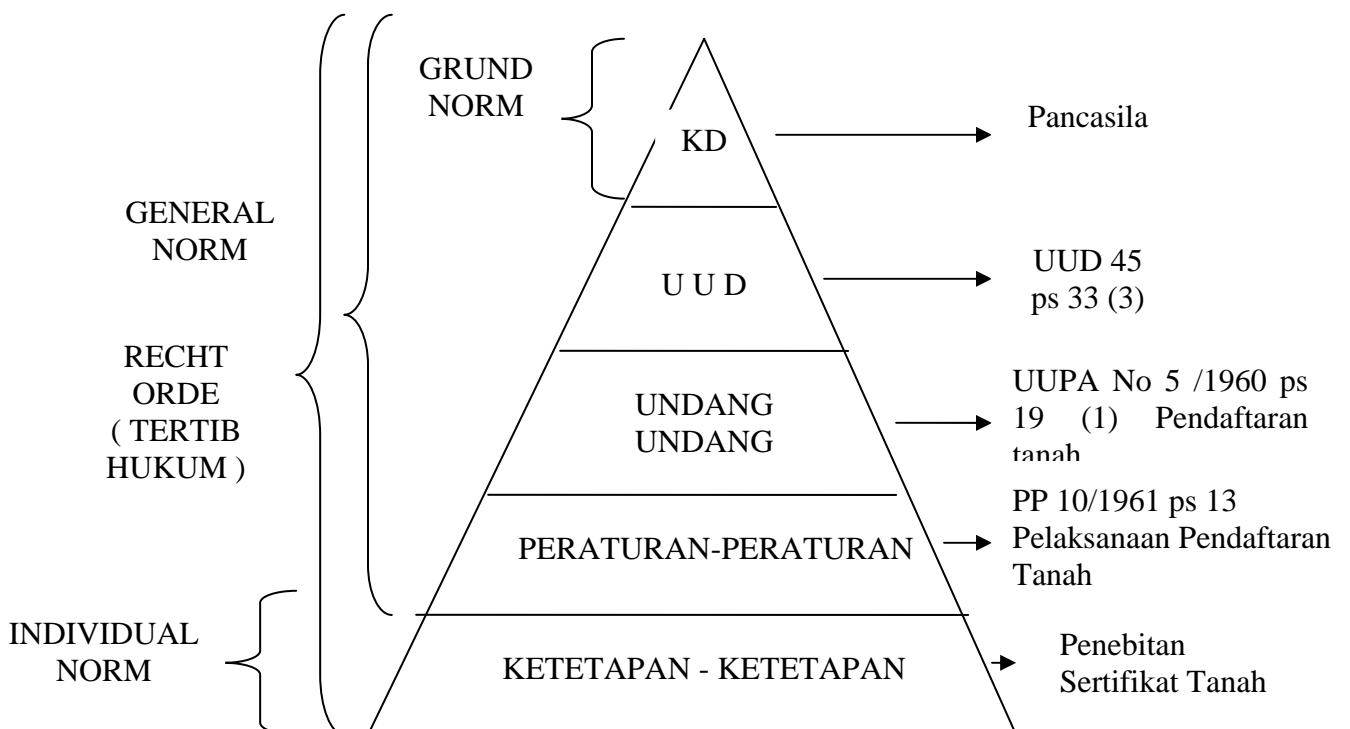 GRUND
NORM
KD
Pancasila
GENERAL
NORM
U U D
UUD 45
ps 33 (3)
RECHT
ORDE
( TERTIB
HUKUM )
UNDANG
UNDANG
UUPA No 5 /1960 ps
19 (1) Pendaftaran
tanah
PERATURAN-PERATURAN
PP 10/1961 ps 13
Pelaksanaan Pendaftaran
Tanah
INDIVIDUAL
NORM
KETETAPAN - KETETAPAN
Penebitan
Sertifikat Tanah